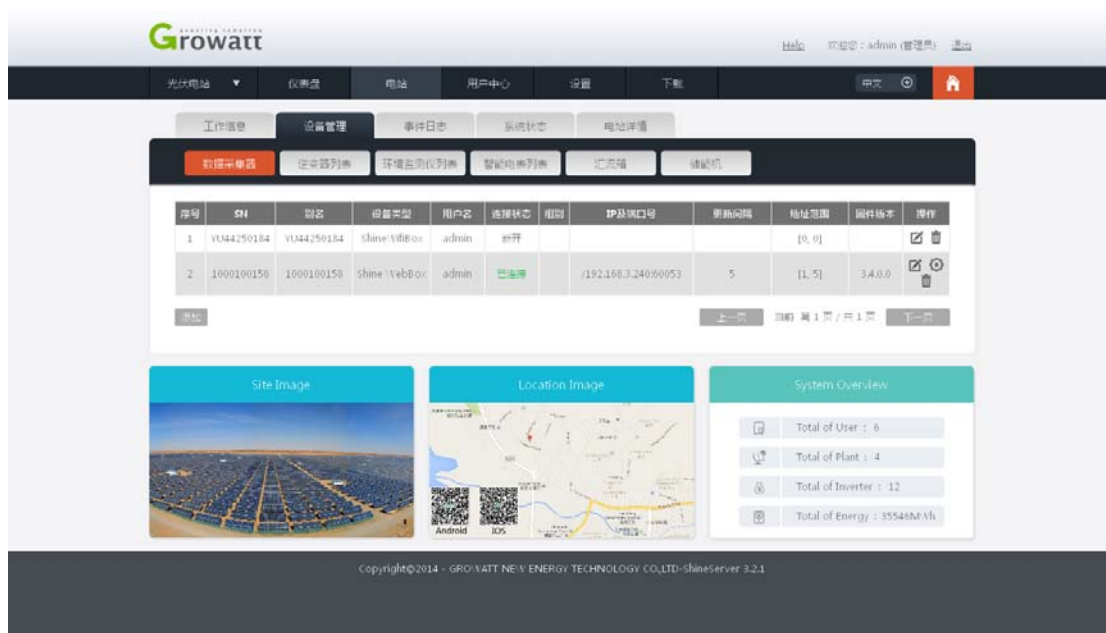 powering tomorrow
Growatt
Help 欢迎您：admin (管理员) 退出
光伏电站 ▼ 仪表盘 电站 用户中心 设置 下载 中文
工作信息 设备管理 事件日志 系统状态 电站详情
数据采集器 逆变器列表 环境监测仪列表 智能电表列表 汇流箱 储能机
序号 SN 别名 设备类型 用户名 连接状态 组别 IP及端口号 更新间隔 地址范围 固件版本 操作
1 YU44250184 YU44250184 ShineWifiBox admin 断开 [0, 0]
2 1000100158 1000100158 Shine WebBox admin 已连接 /192.168.3.240:60053 5 [1, 5] 3.4.0.0
添加 上一页 当前 第1页/共1页 下一页
Site Image Location Image System Overview
Total of User : 6
Total of Plant : 4
Total of Inverter : 12
Total of Energy : 35546MWh
Android IOS
Copyright©2014 - GROWATT NEW ENERGY TECHNOLOGY CO.,LTD-ShineServer 3.2.1